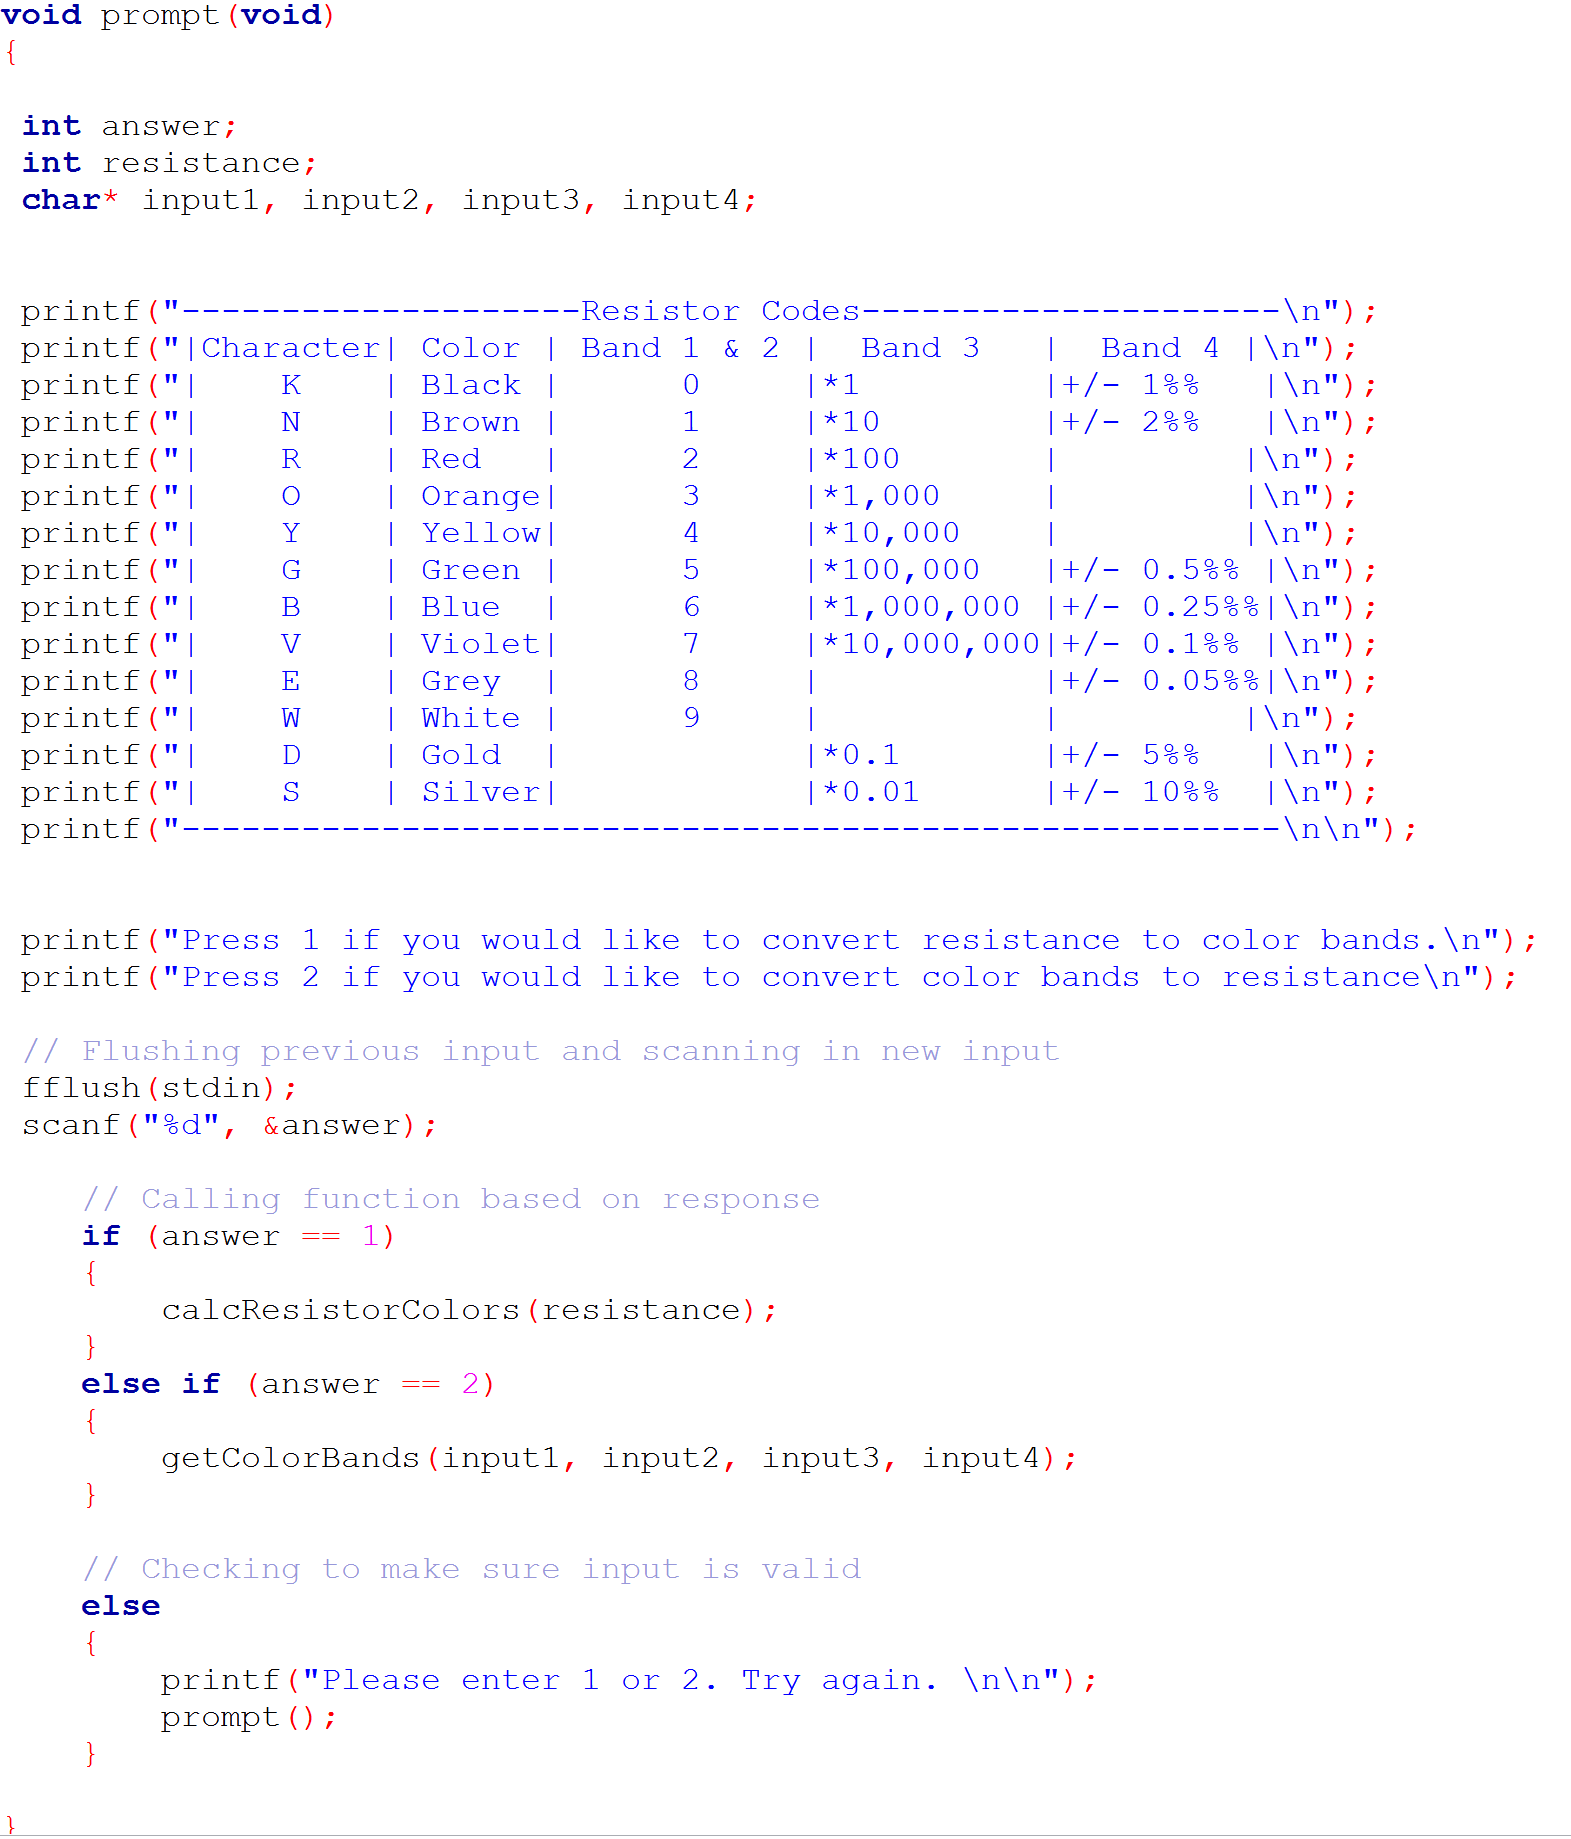 void prompt(void)
{

 int answer;
 int resistance;
 char* input1, input2, input3, input4;


 printf("--------------------Resistor Codes---------------------\n");
 printf("|Character| Color | Band 1 & 2 |  Band 3   |  Band 4 |\n");
 printf("|    K    | Black |      0     |*1         |+/- 1%%   |\n");
 printf("|    N    | Brown |      1     |*10        |+/- 2%%   |\n");
 printf("|    R    | Red   |      2     |*100       |         |\n");
 printf("|    O    | Orange|      3     |*1,000     |         |\n");
 printf("|    Y    | Yellow|      4     |*10,000    |         |\n");
 printf("|    G    | Green |      5     |*100,000   |+/- 0.5%% |\n");
 printf("|    B    | Blue  |      6     |*1,000,000 |+/- 0.25%%|\n");
 printf("|    V    | Violet|      7     |*10,000,000|+/- 0.1%% |\n");
 printf("|    E    | Grey  |      8     |           |+/- 0.05%%|\n");
 printf("|    W    | White |      9     |           |         |\n");
 printf("|    D    | Gold  |            |*0.1       |+/- 5%%   |\n");
 printf("|    S    | Silver|            |*0.01      |+/- 10%%  |\n");
 printf("-------------------------------------------------------\n\n");


 printf("Press 1 if you would like to convert resistance to color bands.\n");
 printf("Press 2 if you would like to convert color bands to resistance\n");

 // Flushing previous input and scanning in new input
 fflush(stdin);
 scanf("%d", &answer);

    // Calling function based on response
    if (answer == 1)
    {
        calcResistorColors(resistance);
    }
    else if (answer == 2)
    {
        getColorBands(input1, input2, input3, input4);
    }

    // Checking to make sure input is valid
    else
    {
        printf("Please enter 1 or 2. Try again. \n\n");
        prompt();
    }

}